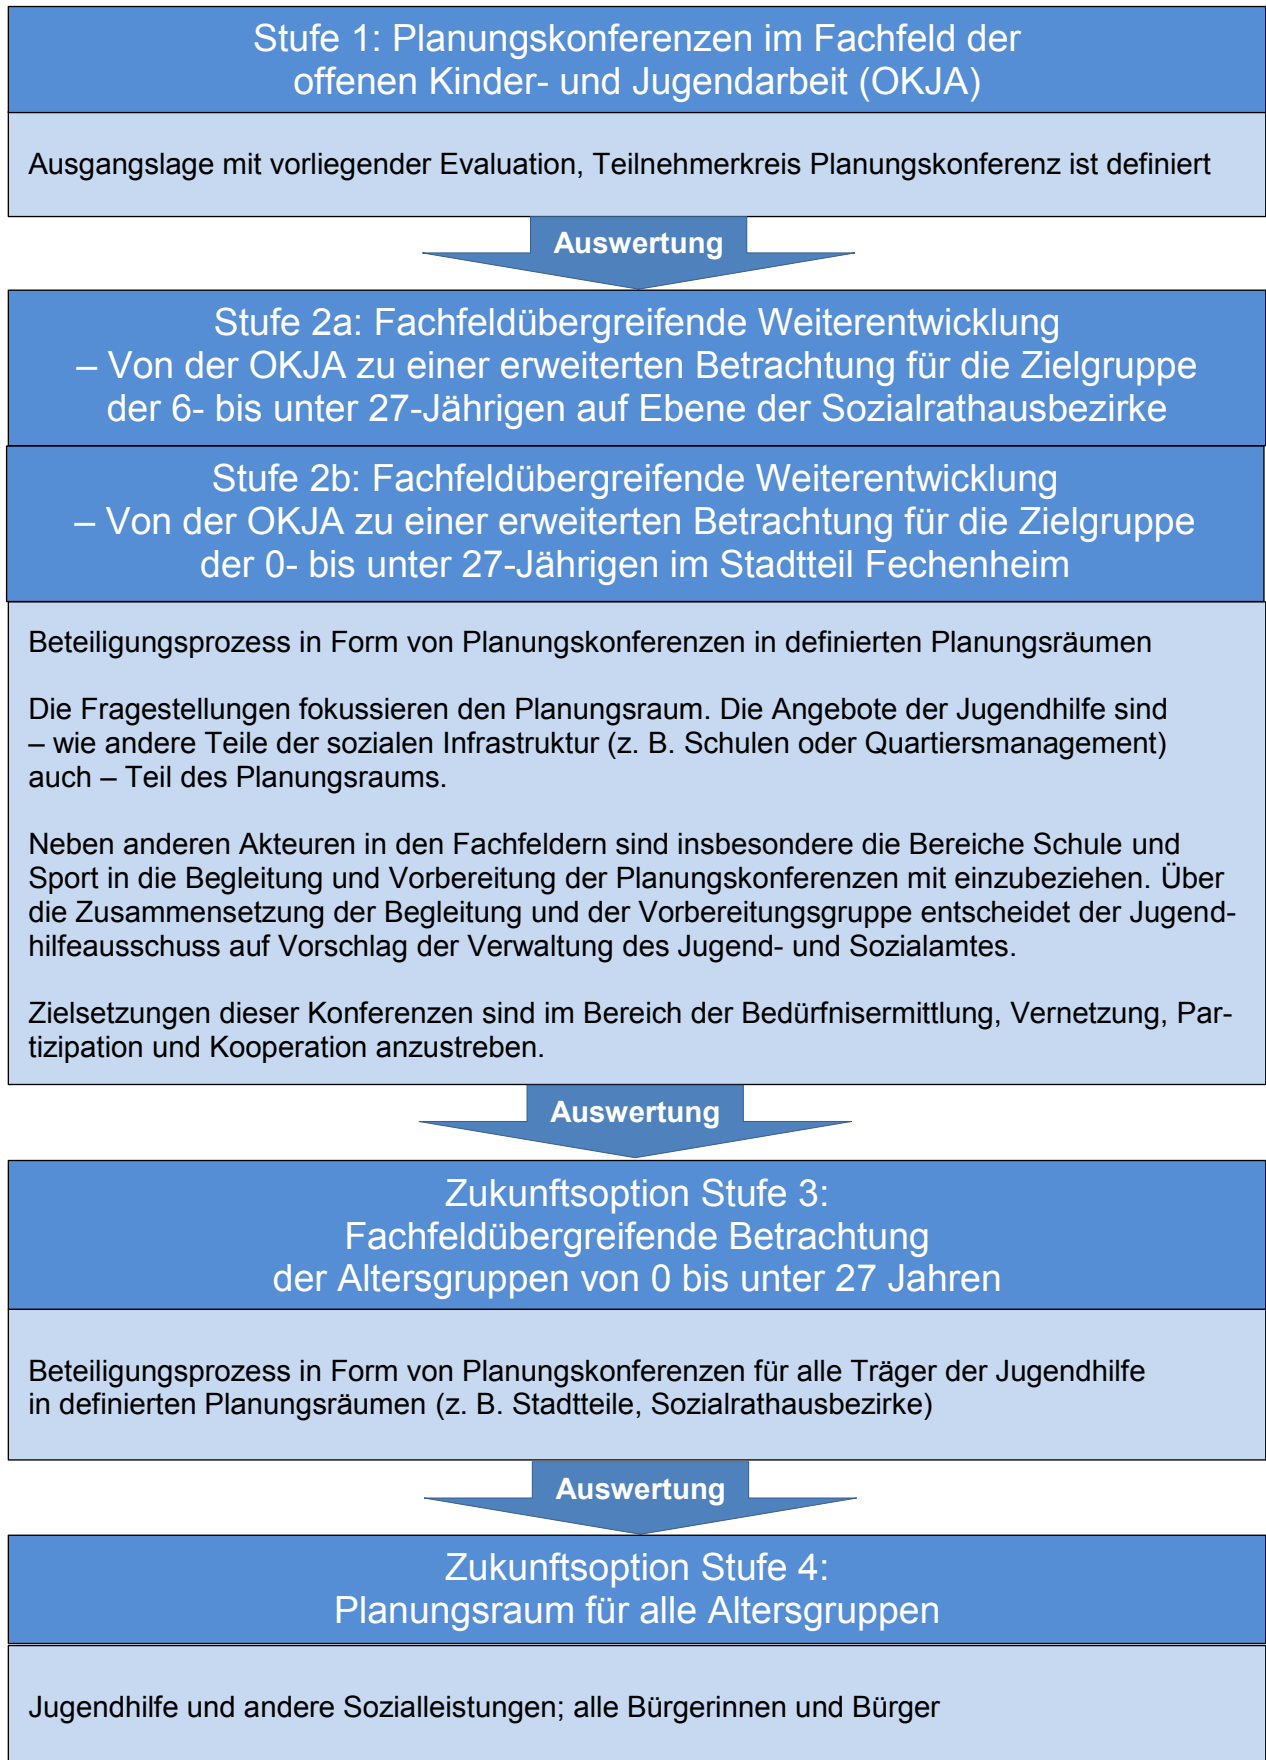 Stufe 1: Planungskonferenzen im Fachfeld der
offenen Kinder- und Jugendarbeit (OKJA)
Ausgangslage mit vorliegender Evaluation, Teilnehmerkreis Planungskonferenz ist definiert
Auswertung
Stufe 2a: Fachfeldübergreifende Weiterentwicklung
– Von der OKJA zu einer erweiterten Betrachtung für die Zielgruppe
der 6- bis unter 27-Jährigen auf Ebene der Sozialrathausbezirke
Stufe 2b: Fachfeldübergreifende Weiterentwicklung
– Von der OKJA zu einer erweiterten Betrachtung für die Zielgruppe
der 0- bis unter 27-Jährigen im Stadtteil Fechenheim
Beteiligungsprozess in Form von Planungskonferenzen in definierten Planungsräumen
Die Fragestellungen fokussieren den Planungsraum. Die Angebote der Jugendhilfe sind
– wie andere Teile der sozialen Infrastruktur (z. B. Schulen oder Quartiersmanagement)
auch – Teil des Planungsraums.
Neben anderen Akteuren in den Fachfeldern sind insbesondere die Bereiche Schule und
Sport in die Begleitung und Vorbereitung der Planungskonferenzen mit einzubeziehen. Über
die Zusammensetzung der Begleitung und der Vorbereitungsgruppe entscheidet der Jugend-
hilfeausschuss auf Vorschlag der Verwaltung des Jugend- und Sozialamtes.
Zielsetzungen dieser Konferenzen sind im Bereich der Bedürfnisermittlung, Vernetzung, Par-
tizipation und Kooperation anzustreben.
Auswertung
Zukunftsoption Stufe 3:
Fachfeldübergreifende Betrachtung
der Altersgruppen von 0 bis unter 27 Jahren
Beteiligungsprozess in Form von Planungskonferenzen für alle Träger der Jugendhilfe
in definierten Planungsräumen (z. B. Stadtteile, Sozialrathausbezirke)
Auswertung
Zukunftsoption Stufe 4:
Planungsraum für alle Altersgruppen
Jugendhilfe und andere Sozialleistungen; alle Bürgerinnen und Bürger